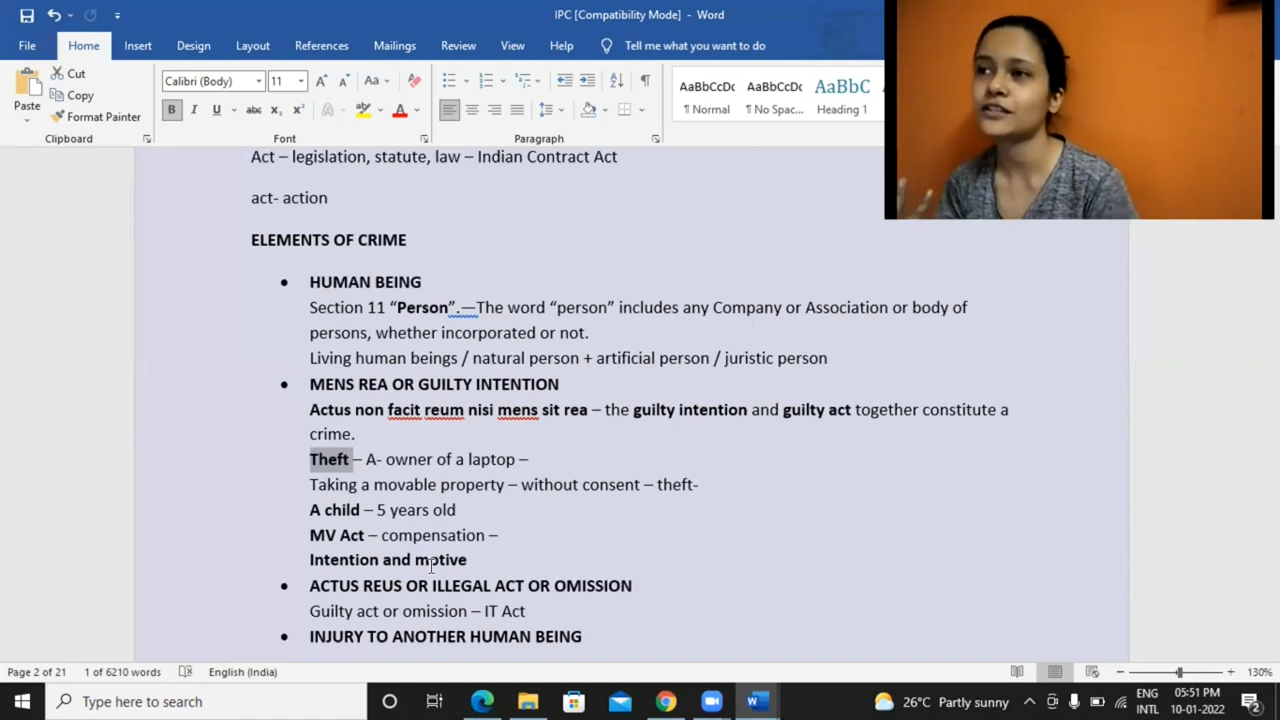 IPC [Compatibility Mode] - Word
File Home Insert Design Layout References Mailings Review View Help Tell me what you want to do
Paste
Cut
Copy
Format Painter
Clipboard
Calibri (Body) 11 Aa
B I U abc x₂ x² A A
Font
Paragraph
AaBbCcDc AaBbCcDc AaBbC
¶ Normal ¶ No Spac... Heading 1
Act – legislation, statute, law – Indian Contract Act
act- action
ELEMENTS OF CRIME
• HUMAN BEING
Section 11 “Person”.—The word “person” includes any Company or Association or body of
persons, whether incorporated or not.
Living human beings / natural person + artificial person / juristic person
• MENS REA OR GUILTY INTENTION
Actus non facit reum nisi mens sit rea – the guilty intention and guilty act together constitute a
crime.
Theft – A- owner of a laptop –
Taking a movable property – without consent – theft-
A child – 5 years old
MV Act – compensation –
Intention and motive
• ACTUS REUS OR ILLEGAL ACT OR OMISSION
Guilty act or omission – IT Act
• INJURY TO ANOTHER HUMAN BEING
Page 2 of 21 1 of 6210 words English (India) 130%
Type here to search
26°C Partly sunny
ENG
INTL
05:51 PM
10-01-2022
2